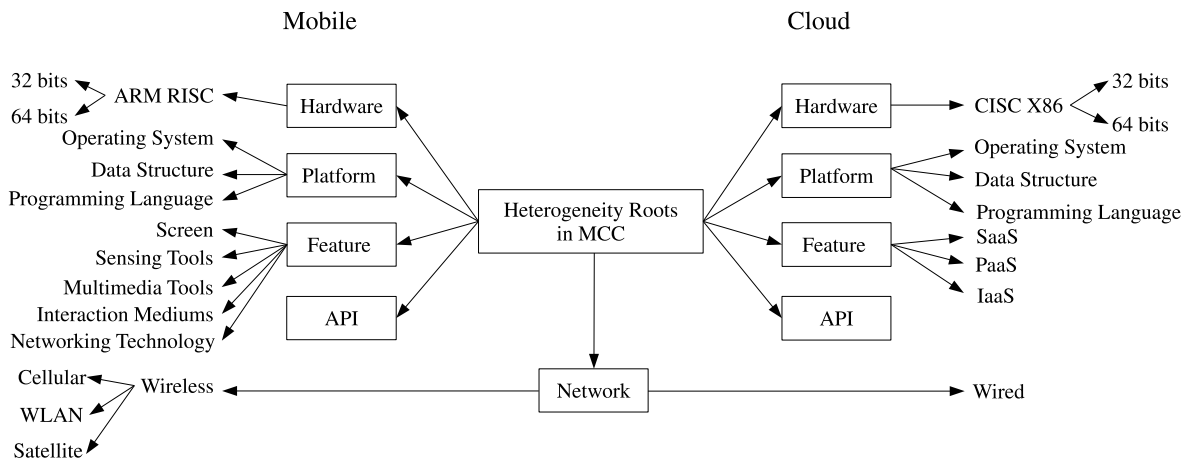 Mobile
Cloud
32 bits
64 bits
ARM RISC
Hardware
Operating System
Data Structure
Programming Language
Platform
Screen
Sensing Tools
Multimedia Tools
Interaction Mediums
Networking Technology
Feature
API
Heterogeneity Roots
in MCC
Hardware
CISC X86
32 bits
64 bits
Platform
Operating System
Data Structure
Programming Language
Feature
SaaS
PaaS
IaaS
API
Cellular
WLAN
Satellite
Wireless
Network
Wired